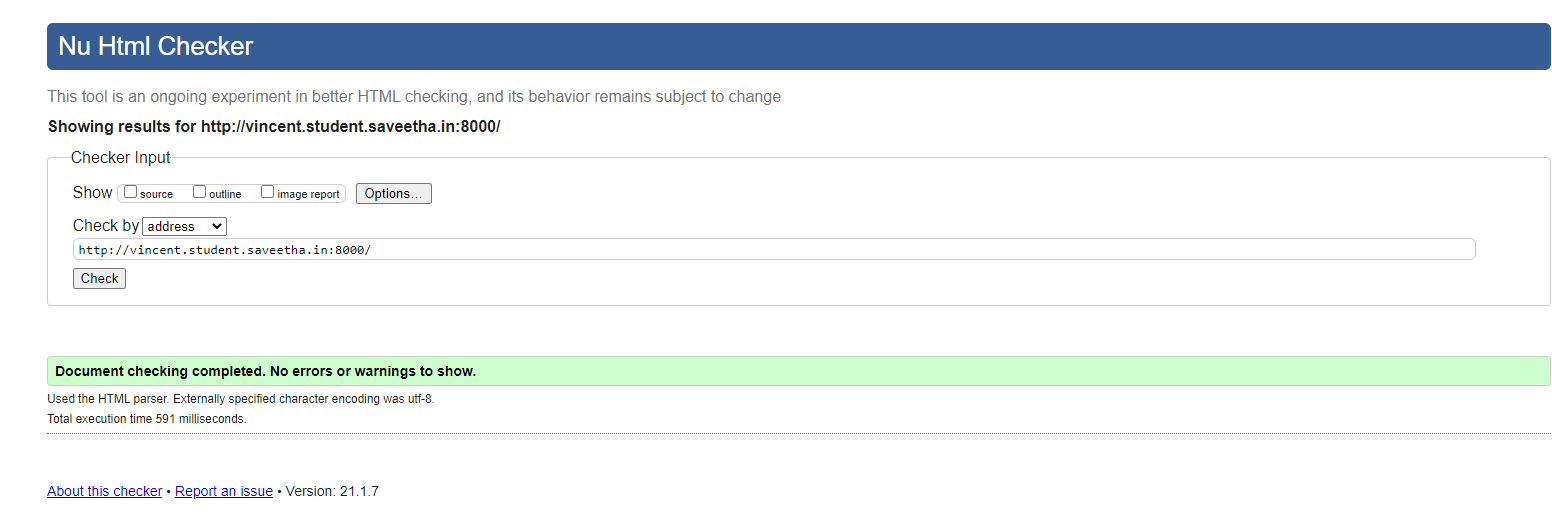 Nu Html Checker
This tool is an ongoing experiment in better HTML checking, and its behavior remains subject to change
Showing results for http://vincent.student.saveetha.in:8000/
Checker Input
Show source outline image report Options...
Check by address
http://vincent.student.saveetha.in:8000/
Check
Document checking completed. No errors or warnings to show.
Used the HTML parser. Externally specified character encoding was utf-8.
Total execution time 591 milliseconds.
About this checker • Report an issue • Version: 21.1.7